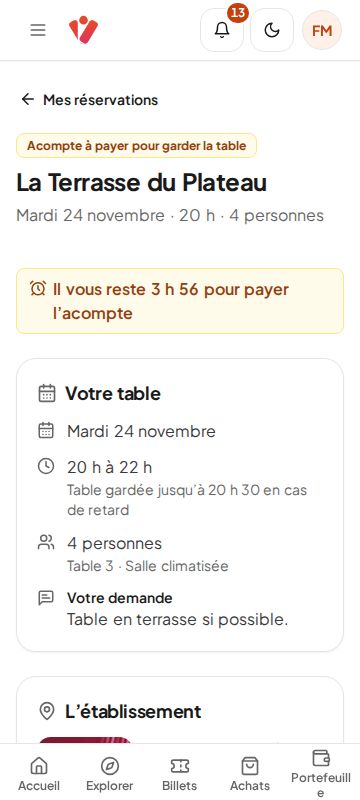 13
FM
Mes réservations
Acompte à payer pour garder la table
La Terrasse du Plateau
Mardi 24 novembre · 20 h · 4 personnes
Il vous reste 3 h 56 pour payer
l’acompte
Votre table
Mardi 24 novembre
20 h à 22 h
Table gardée jusqu’à 20 h 30 en cas
de retard
4 personnes
Table 3 · Salle climatisée
Votre demande
Table en terrasse si possible.
L’établissement
Accueil
Explorer
Billets
Achats
Portefeuill
e